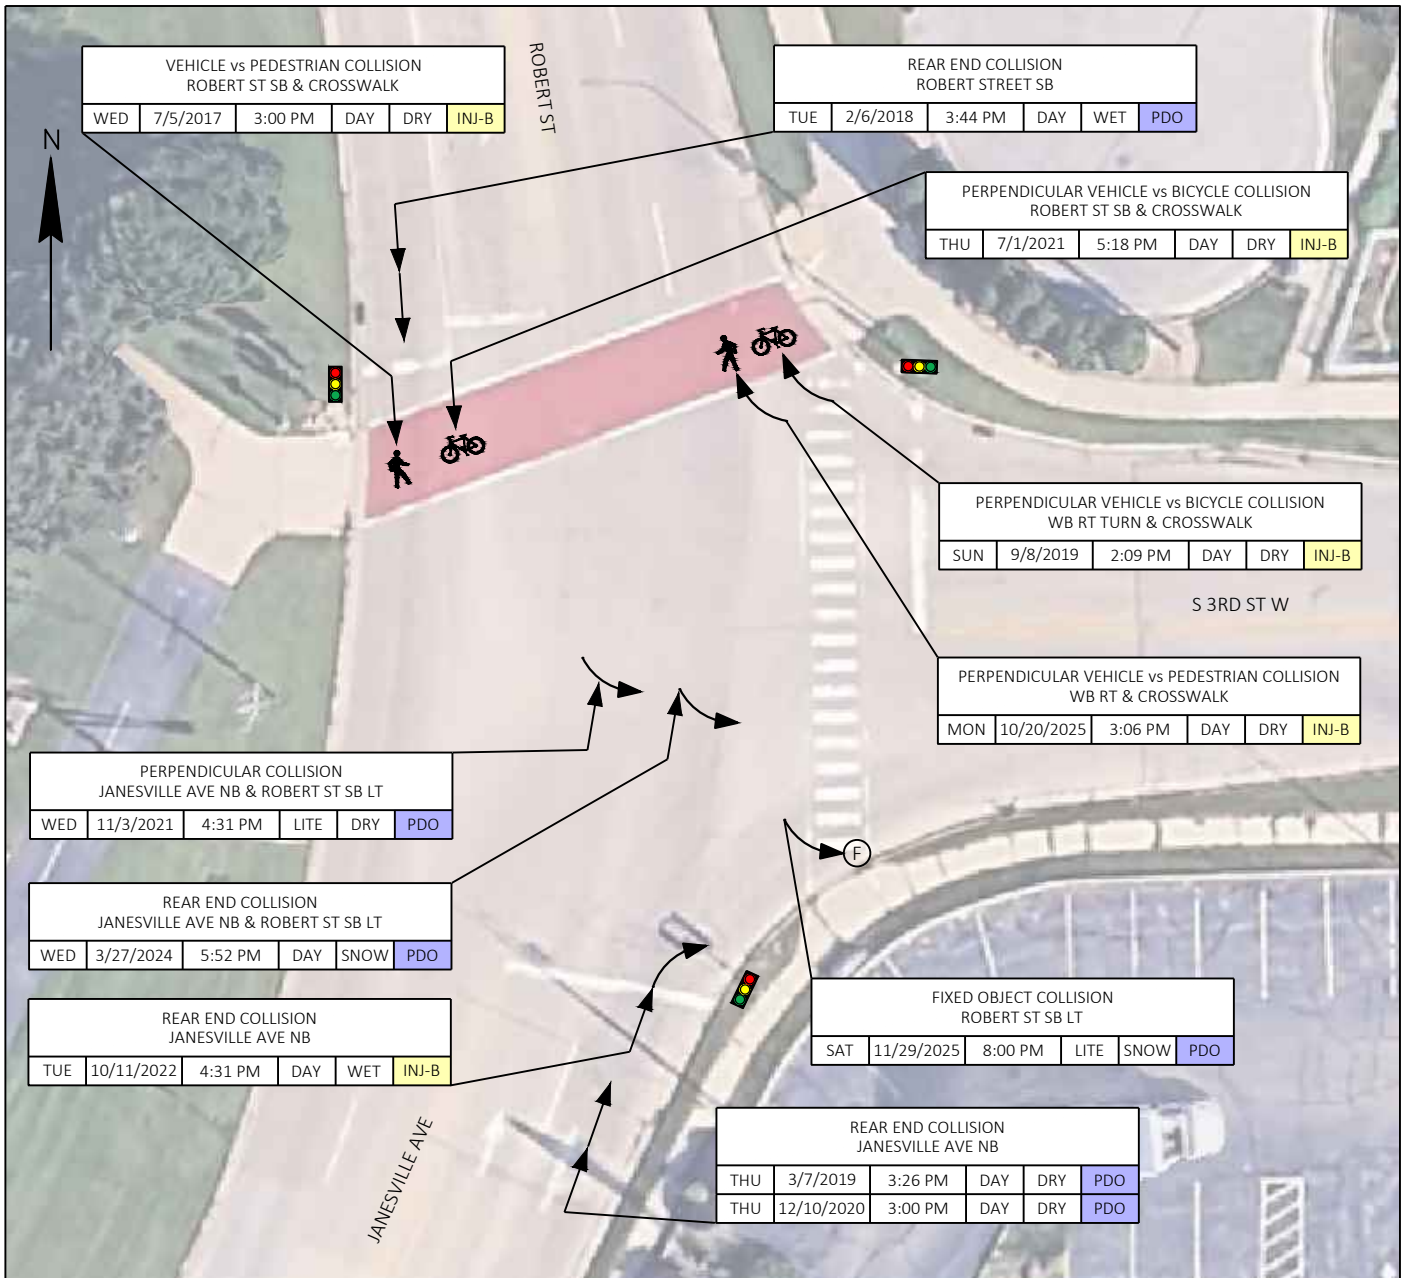 VEHICLE vs PEDESTRIAN COLLISION
ROBERT ST SB & CROSSWALK
WED 7/5/2017 3:00 PM DAY DRY INJ-B
ROBERT ST
REAR END COLLISION
ROBERT STREET SB
TUE 2/6/2018 3:44 PM DAY WET PDO
N
PERPENDICULAR VEHICLE vs BICYCLE COLLISION
ROBERT ST SB & CROSSWALK
THU 7/1/2021 5:18 PM DAY DRY INJ-B
PERPENDICULAR VEHICLE vs BICYCLE COLLISION
WB RT TURN & CROSSWALK
SUN 9/8/2019 2:09 PM DAY DRY INJ-B
S 3RD ST W
PERPENDICULAR VEHICLE vs PEDESTRIAN COLLISION
WB RT & CROSSWALK
MON 10/20/2025 3:06 PM DAY DRY INJ-B
PERPENDICULAR COLLISION
JANESVILLE AVE NB & ROBERT ST SB LT
WED 11/3/2021 4:31 PM LITE DRY PDO
F
REAR END COLLISION
JANESVILLE AVE NB & ROBERT ST SB LT
WED 3/27/2024 5:52 PM DAY SNOW PDO
FIXED OBJECT COLLISION
ROBERT ST SB LT
SAT 11/29/2025 8:00 PM LITE SNOW PDO
REAR END COLLISION
JANESVILLE AVE NB
TUE 10/11/2022 4:31 PM DAY WET INJ-B
REAR END COLLISION
JANESVILLE AVE NB
THU 3/7/2019 3:26 PM DAY DRY PDO
THU 12/10/2020 3:00 PM DAY DRY PDO
JANESVILLE AVE